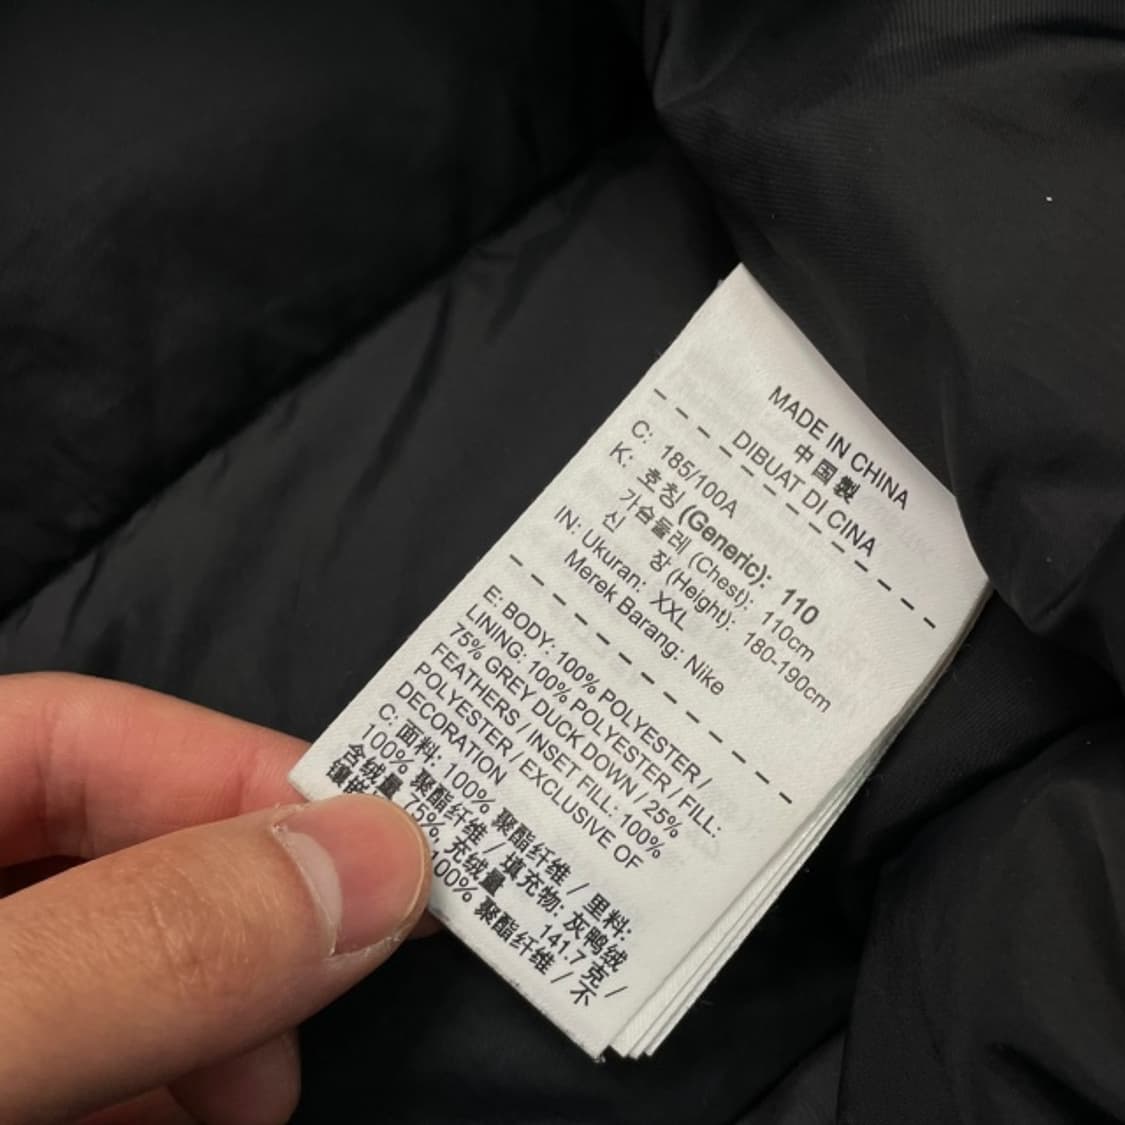 MADE IN CHINA
中国製
DIBUAT DI CINA
C: 185/100A
K: 호칭 (Generic): 110
가슴둘레 (Chest): 110cm
신 장 (Height): 180-190cm
IN: Ukuran: XXL
Merek Barang: Nike
E: BODY: 100% POLYESTER /
LINING: 100% POLYESTER / FILL:
75% GREY DUCK DOWN / 25%
FEATHERS / INSET FILL: 100%
POLYESTER / EXCLUSIVE OF
DECORATION
C: 面料: 100% 聚酯纤维 / 里料:
100% 聚酯纤维 / 填充物: 灰鸭绒
含绒量 75%, 充绒量 141.7 克 /
100% 聚酯纤维 / 不